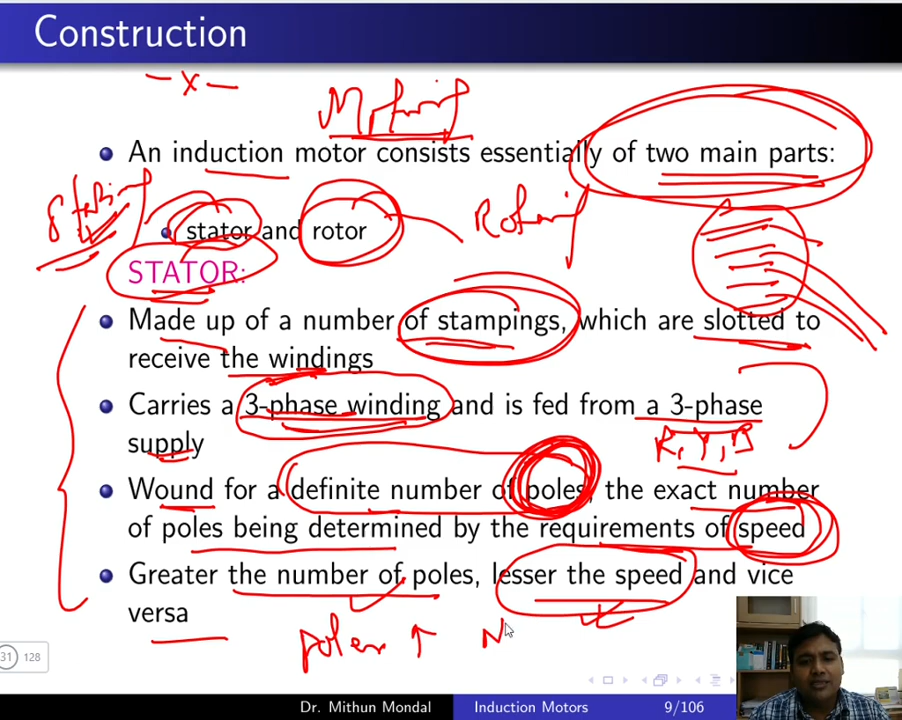 Construction
- x -
An induction motor consists essentially of two main parts:
stator and rotor
STATOR:
Made up of a number of stampings, which are slotted to
receive the windings
Carries a 3-phase winding and is fed from a 3-phase
supply
R, Y, B
Wound for a definite number of poles, the exact number
of poles being determined by the requirements of speed
Greater the number of poles, lesser the speed and vice
versa
poles ↑ N
31 128
Dr. Mithun Mondal Induction Motors 9/106